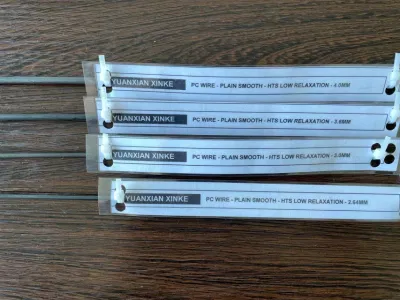 YUANXIAN XINKE PC WIRE - PLAIN SMOOTH - HTS LOW RELAXATION - 4.0MM
YUANXIAN XINKE PC WIRE - PLAIN SMOOTH - HTS LOW RELAXATION - 3.8MM
YUANXIAN XINKE PC WIRE - PLAIN SMOOTH - HTS LOW RELAXATION -
YUANXIAN XINKE PC WIRE - PLAIN SMOOTH - HTS LOW RELAXATION - 2.64MM